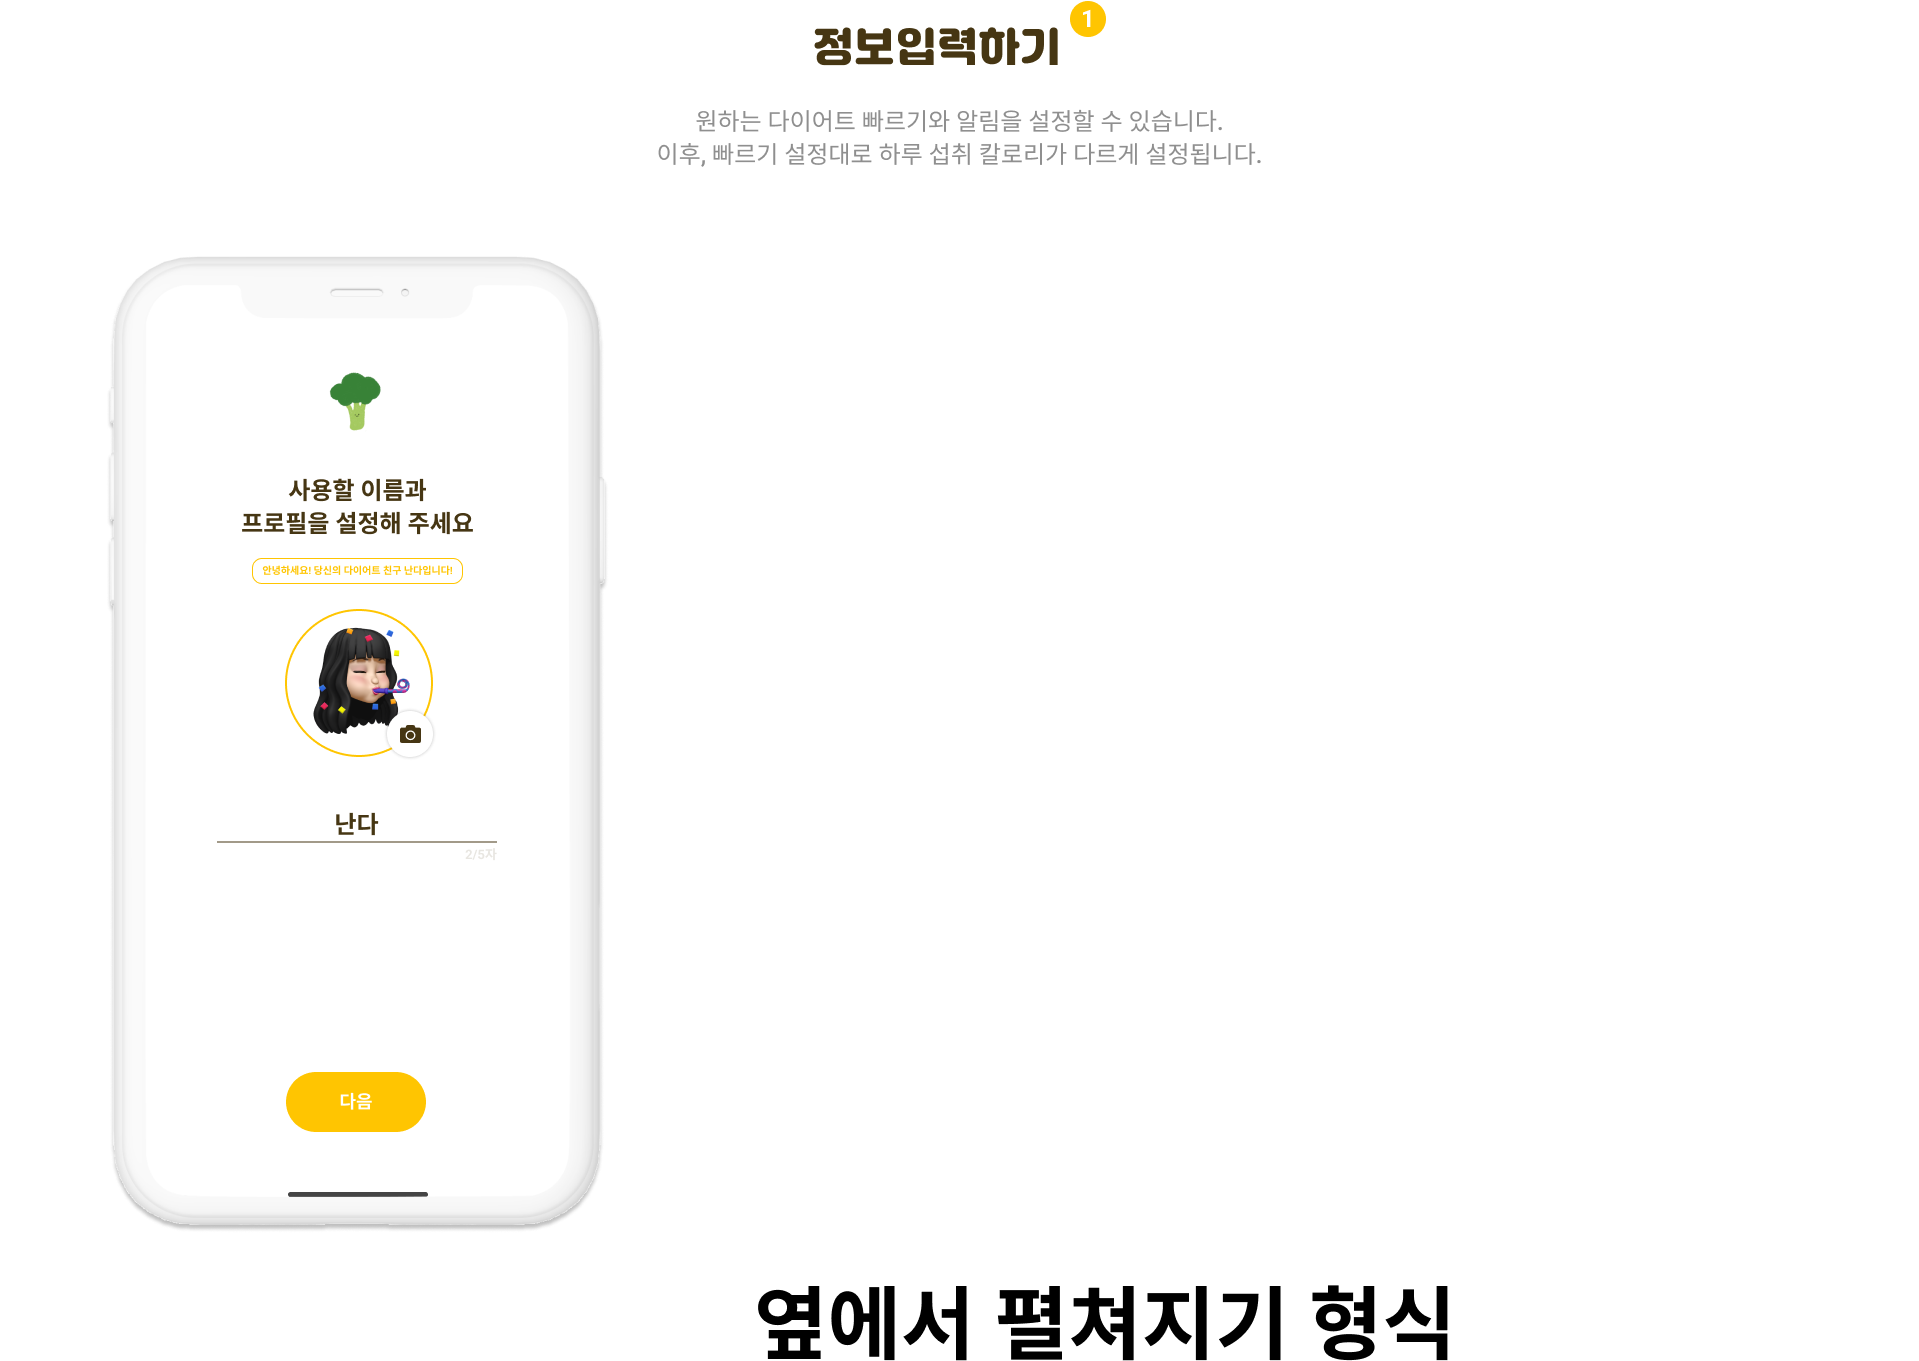 정보입력하기
1
원하는 다이어트 빠르기와 알림을 설정할 수 있습니다.
이후, 빠르기 설정대로 하루 섭취 칼로리가 다르게 설정됩니다.
사용할 이름과
프로필을 설정해 주세요
안녕하세요! 당신의 다이어트 친구 난다입니다!
난다
2/5자
다음
옆에서 펼쳐지기 형식